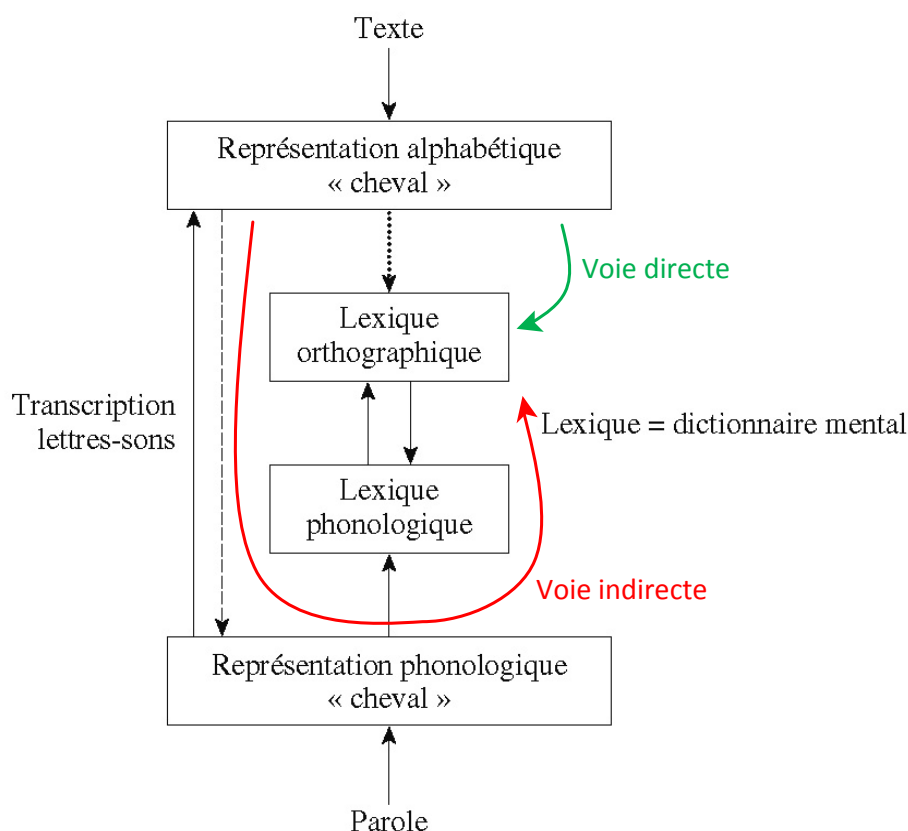 Texte
Représentation alphabétique
« cheval »
Voie directe
Lexique
orthographique
Transcription
lettres-sons
Lexique = dictionnaire mental
Lexique
phonologique
Voie indirecte
Représentation phonologique
« cheval »
Parole